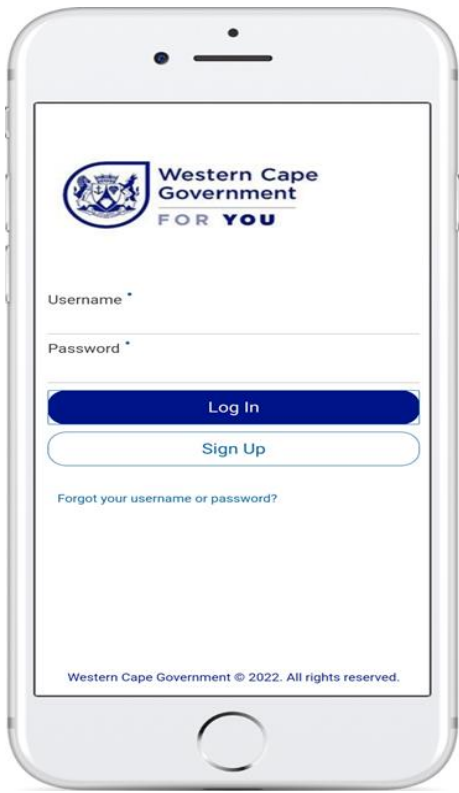 Western Cape
Government
FOR YOU
Username *
Password *
Log In
Sign Up
Forgot your username or password?
Western Cape Government © 2022. All rights reserved.